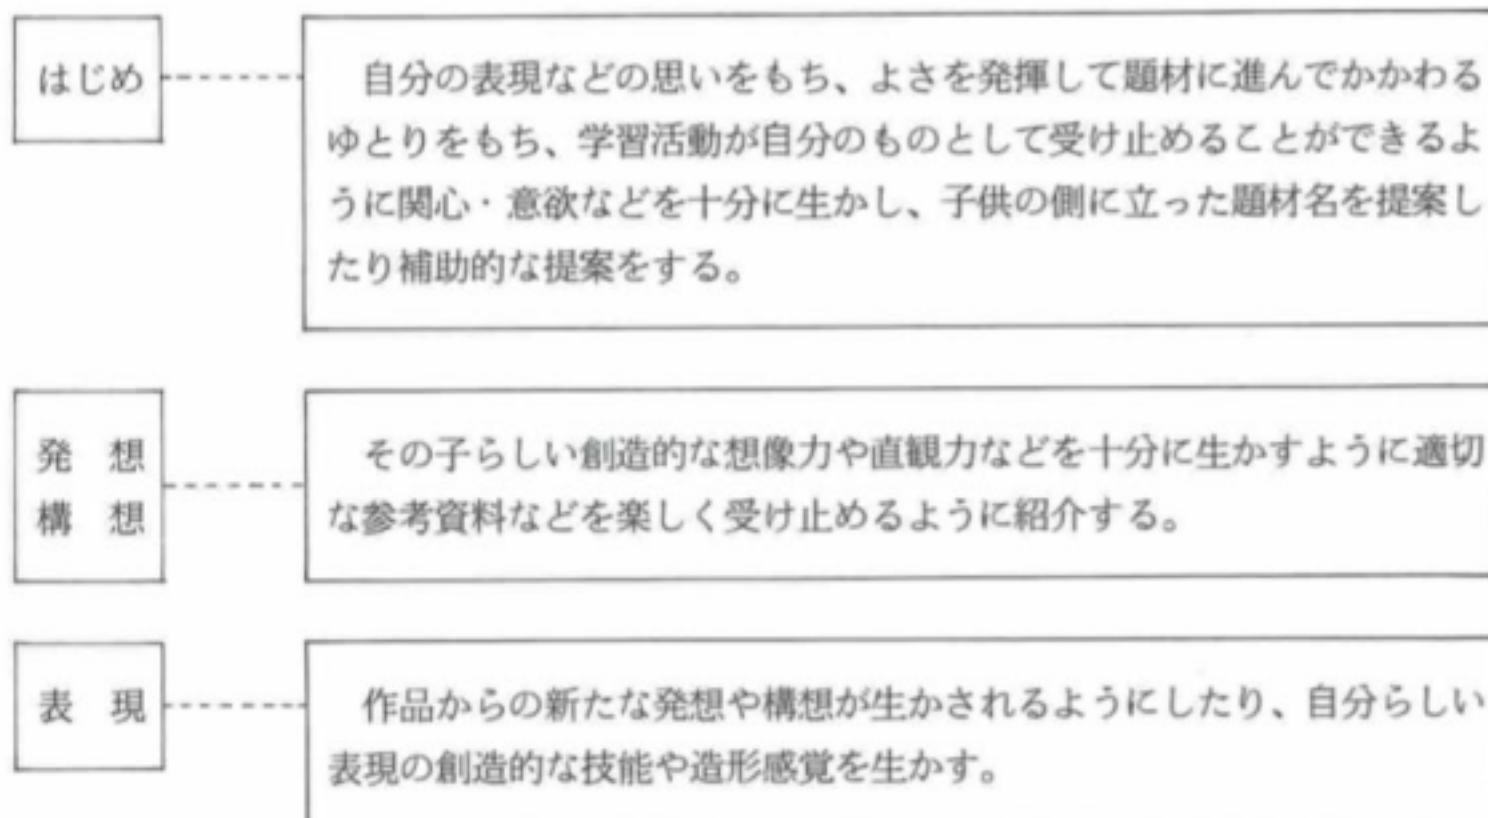 はじめ
自分の表現などの思いをもち、よさを発揮して題材に進んでかかわる
ゆとりをもち、学習活動が自分のものとして受け止めることができるよ
うに関心・意欲などを十分に生かし、子供の側に立った題材名を提案し
たり補助的な提案をする。
発 想
構 想
その子らしい創造的な想像力や直観力などを十分に生かすように適切
な参考資料などを楽しく受け止めるように紹介する。
表 現
作品からの新たな発想や構想が生かされるようにしたり、自分らしい
表現の創造的な技能や造形感覚を生かす。